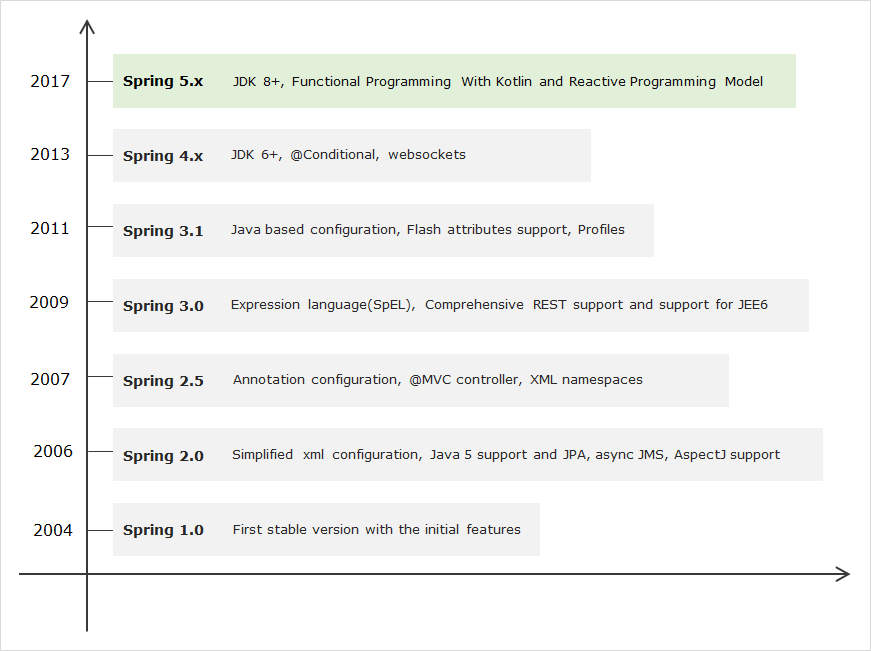 2017 Spring 5.x JDK 8+, Functional Programming With Kotlin and Reactive Programming Model
2013 Spring 4.x JDK 6+, @Conditional, websockets
2011 Spring 3.1 Java based configuration, Flash attributes support, Profiles
2009 Spring 3.0 Expression language(SpEL), Comprehensive REST support and support for JEE6
2007 Spring 2.5 Annotation configuration, @MVC controller, XML namespaces
2006 Spring 2.0 Simplified xml configuration, Java 5 support and JPA, async JMS, AspectJ support
2004 Spring 1.0 First stable version with the initial features